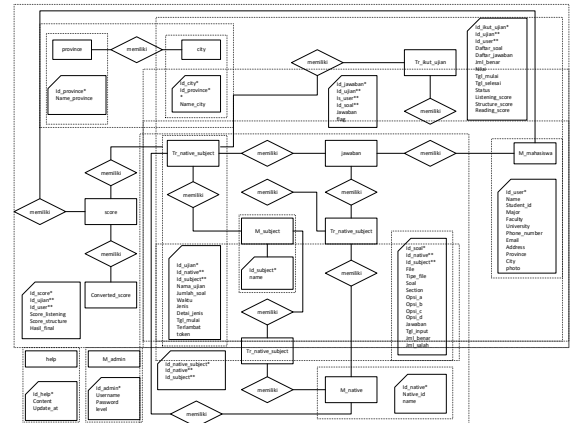 province
memiliki
city
Id_province*
Name_province
Id_city*
Id_province*
*
Name_city
memiliki
Tr_ikut_ujian
memiliki
Id_ikut_ujian*
Id_ujian**
Id_user**
Daftar_soal
Daftar_jawaban
Jml_benar
Nilai
Tgl_mulai
Tgl_selesai
Status
Listening_score
Structure_score
Reading_score
Id_jawaban*
Id_ujian**
Is_user**
Id_soal**
Jawaban
flag
Tr_native_subject
memiliki
jawaban
memiliki
M_mahasiswa
memiliki
memiliki
memiliki
memiliki
memiliki
score
memiliki
Id_user*
Name
Student_id
Major
Faculty
University
Phone_number
Email
Address
Province
City
photo
M_subject
Tr_native_subject
Id_subject*
name
memiliki
Id_ujian*
Id_native**
Id_subject**
Nama_ujian
Jumlah_soal
Waktu
Jenis
Detai_jenis
Tgl_mulai
Terlambat
token
Id_soal*
Id_native**
Id_subject**
File
Tipe_file
Soal
Section
Opsi_a
Opsi_b
Opsi_c
Opsi_d
Jawaban
Tgl_input
Jml_benar
Jml_salah
Id_score*
Id_ujian**
Id_user**
Score_listening
Score_structure
Hasil_final
Converted_score
memiliki
help
M_admin
Tr_native_subject
Id_native_subject*
Id_native**
Id_subject**
Id_help*
Content
Update_at
Id_admin*
Username
Password
level
memiliki
M_native
Id_native*
Native_id
name
memiliki